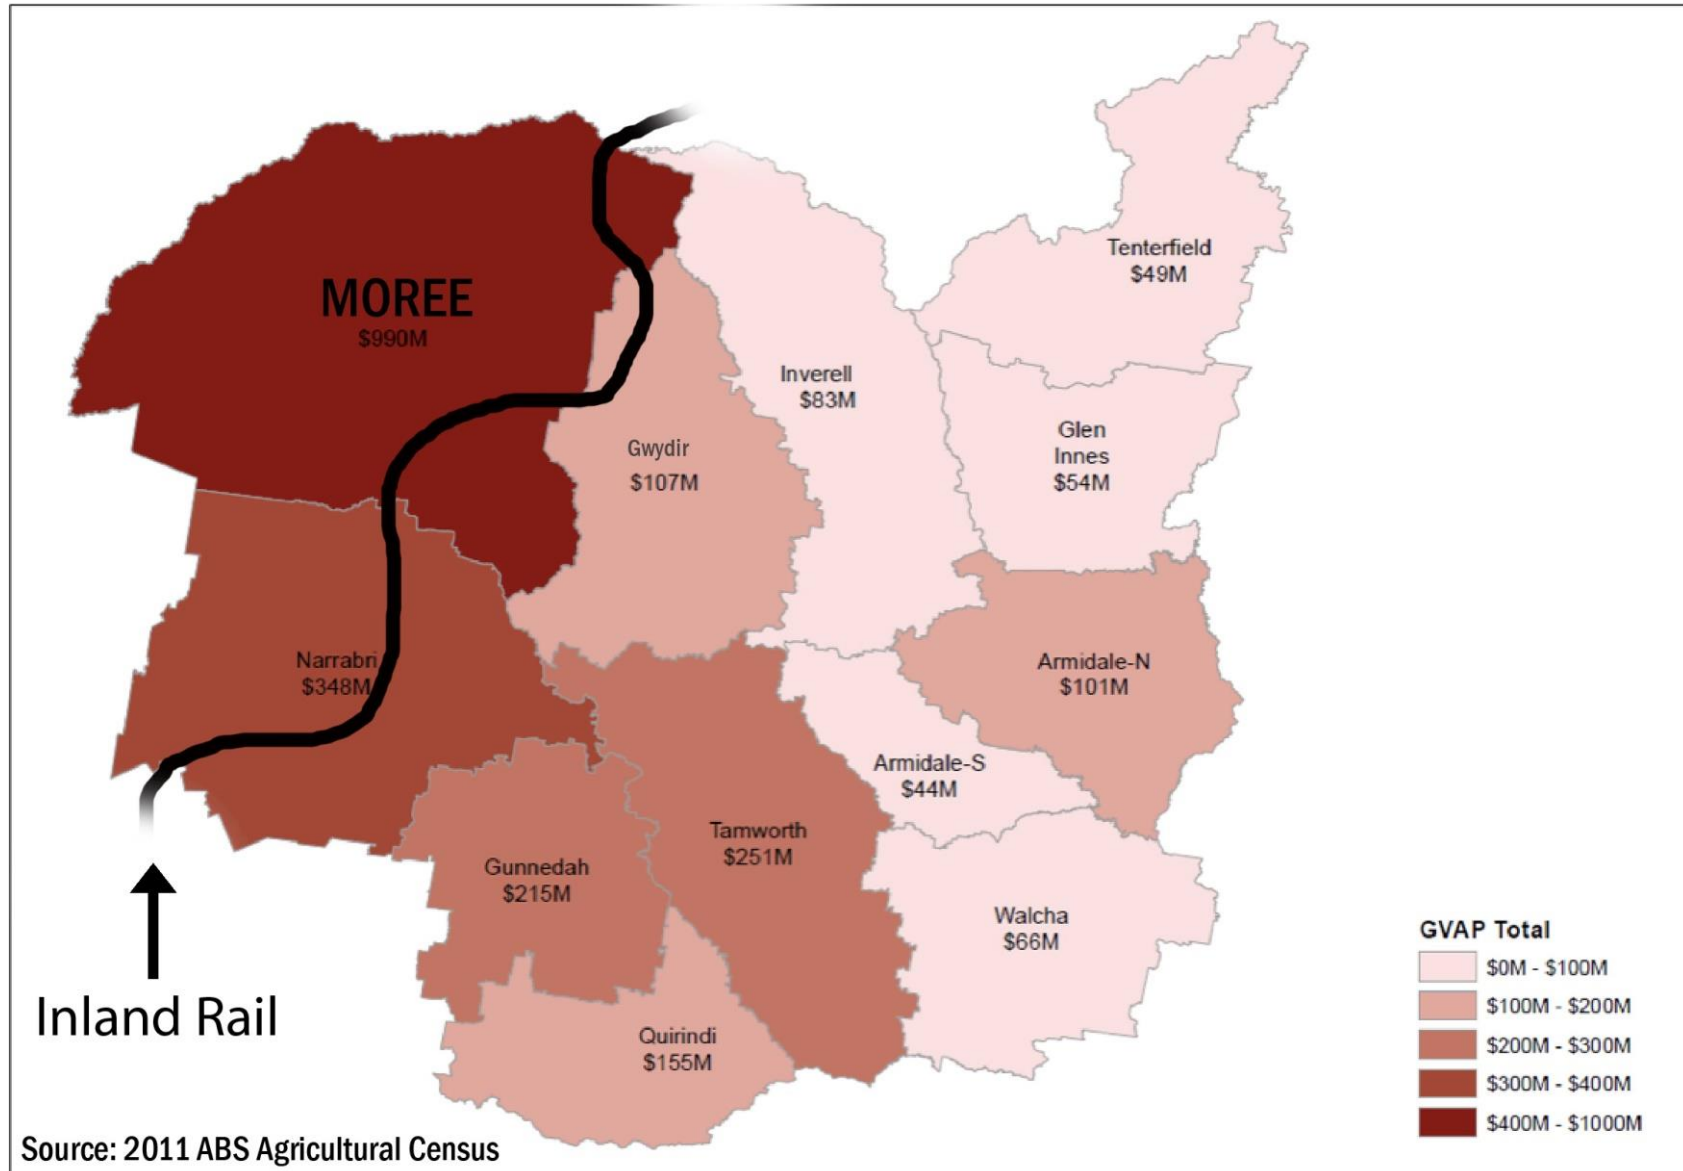 Tenterfield
$49M
MOREE
$990M
Inverell
$83M
Glen
Innes
$54M
Gwydir
$107M
Narrabri
$348M
Armidale-N
$101M
Armidale-S
$44M
Tamworth
$251M
Gunnedah
$215M
Walcha
$66M
Quirindi
$155M
Inland Rail
GVAP Total
$0M - $100M
$100M - $200M
$200M - $300M
$300M - $400M
$400M - $1000M
Source: 2011 ABS Agricultural Census